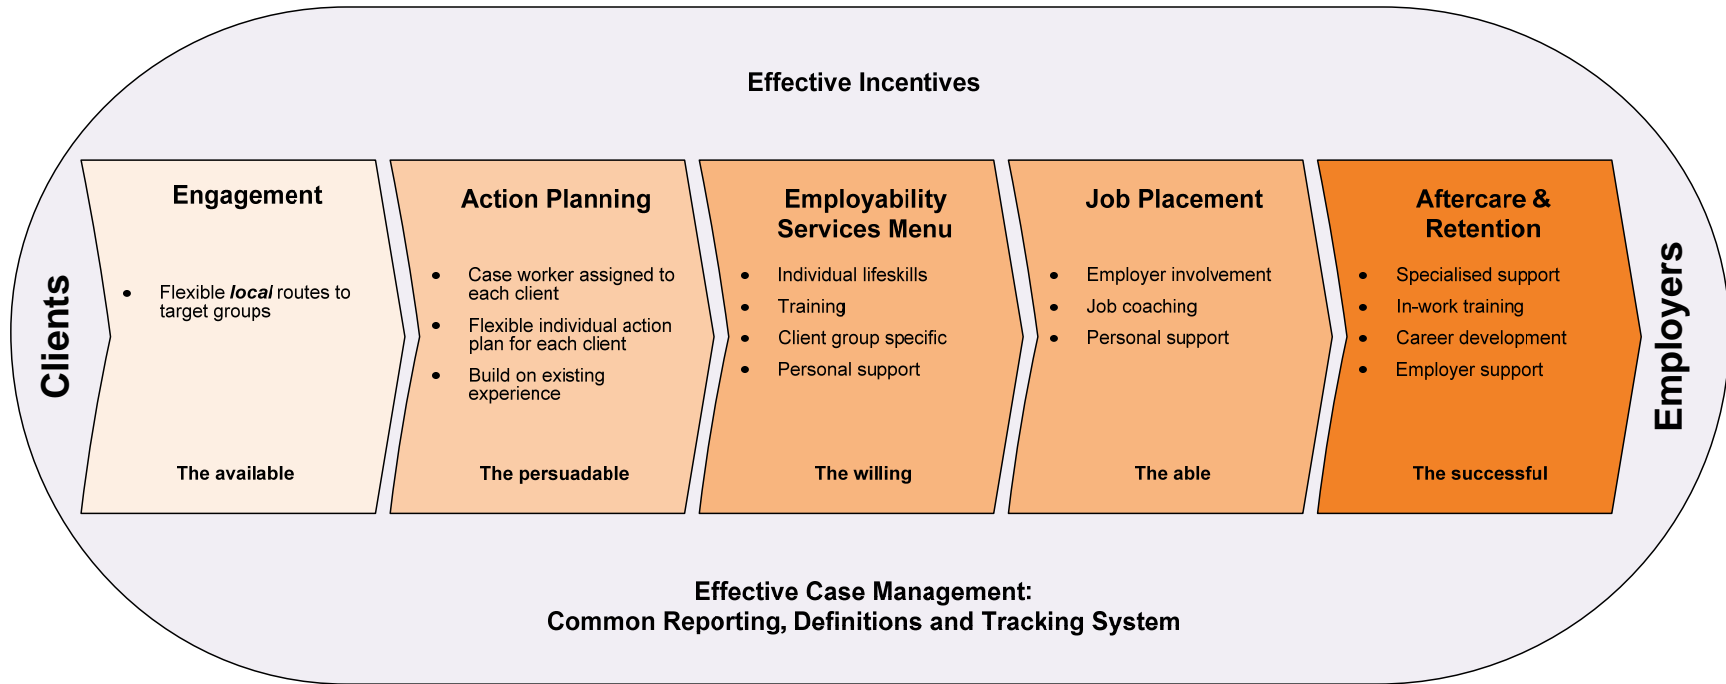 Effective Incentives
Clients
Engagement
• Flexible local routes to
target groups
The available
Action Planning
• Case worker assigned to
each client
• Flexible individual action
plan for each client
• Build on existing
experience
The persuadable
Employability
Services Menu
• Individual lifeskills
• Training
• Client group specific
• Personal support
The willing
Job Placement
• Employer involvement
• Job coaching
• Personal support
The able
Aftercare &
Retention
• Specialised support
• In-work training
• Career development
• Employer support
The successful
Employers
Effective Case Management:
Common Reporting, Definitions and Tracking System